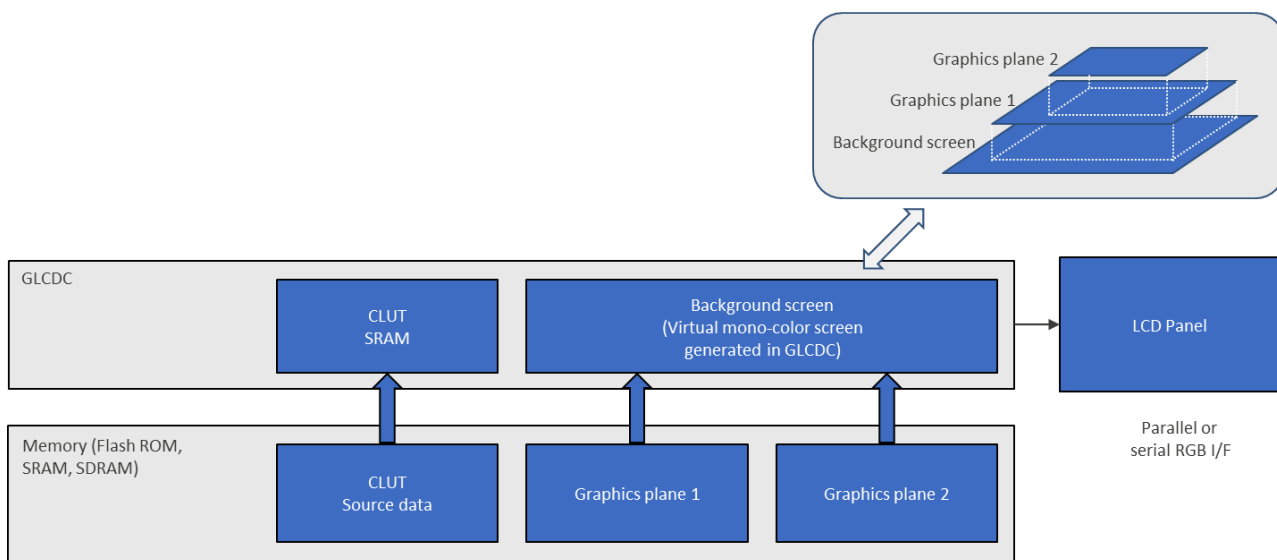 Graphics plane 2
Graphics plane 1
Background screen
GLCDC
CLUT
SRAM
Background screen
(Virtual mono-color screen
generated in GLCDC)
LCD Panel
Parallel or
serial RGB I/F
Memory (Flash ROM,
SRAM, SDRAM)
CLUT
Source data
Graphics plane 1
Graphics plane 2